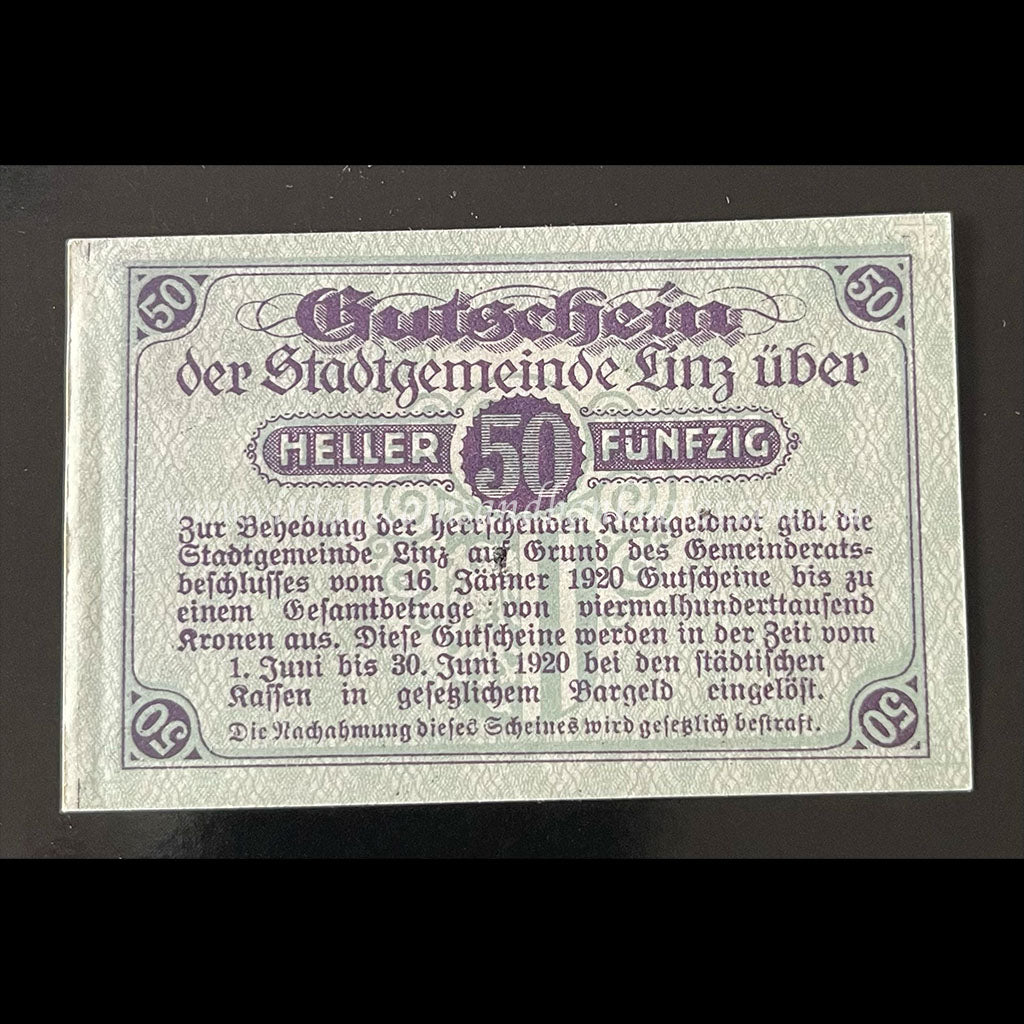 50 50
Gutschein
der Stadtgemeinde Linz über
HELLER 50 FÜNFZIG
Zur Behebung der herrschenden Kleingeldnot gibt die
Stadtgemeinde Linz auf Grund des Gemeinderats-
beschlusses vom 16. Jänner 1920 Gutscheine bis zu
einem Gesamtbetrage von viermalhunderttausend
Kronen aus. Diese Gutscheine werden in der Zeit vom
1. Juni bis 30. Juni 1920 bei den städtischen
Kassen in gesetzlichem Bargeld eingelöst.
Die Nachahmung dieses Scheines wird gesetzlich bestraft.
50 50